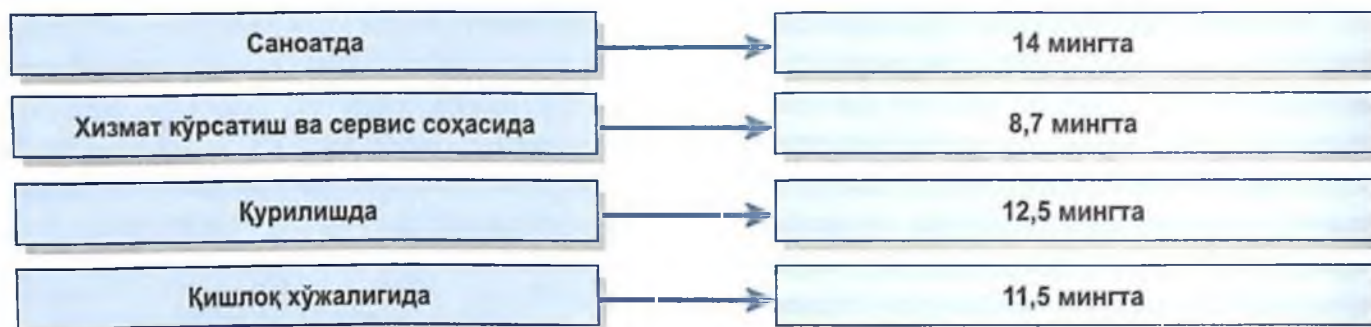 Саноатда
14 мингта
Хизмат кўрсатиш ва сервис соҳасида
8,7 мингта
Қурилишда
12,5 мингта
Қишлоқ хўжалигида
11,5 мингта